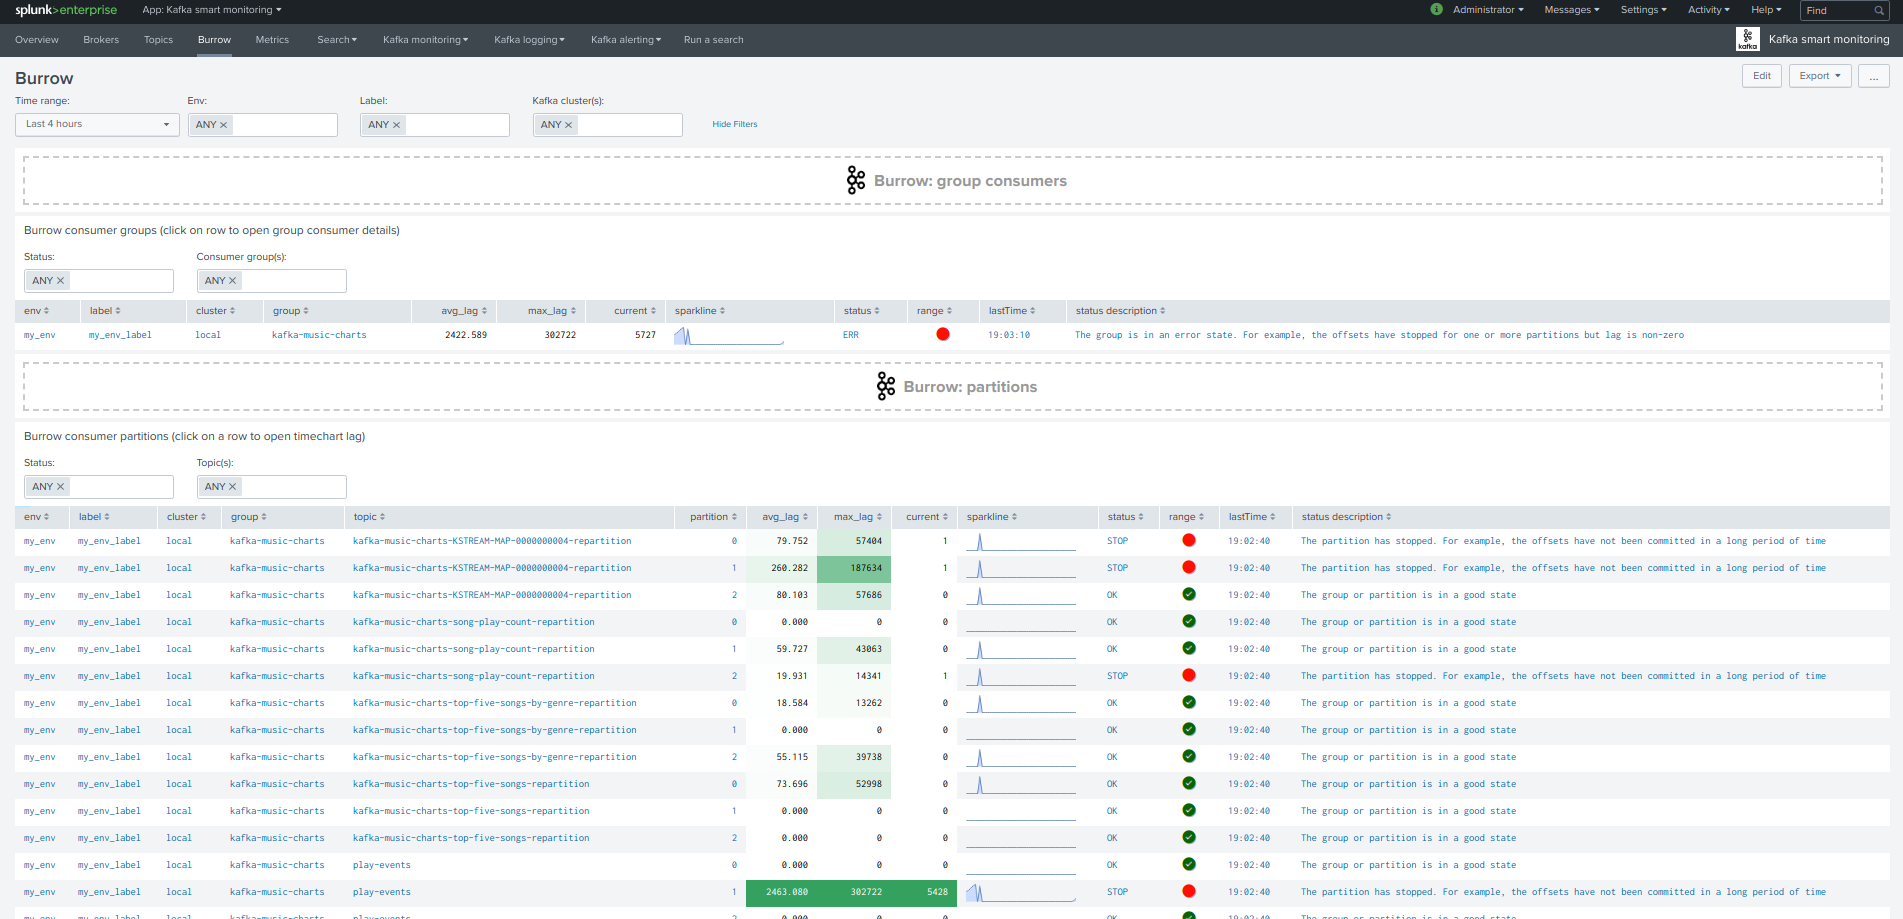 splunk>enterprise App: Kafka smart monitoring i Administrator Messages Settings Activity Help Find
Overview Brokers Topics Burrow Metrics Search Kafka monitoring Kafka logging Kafka alerting Run a search kafka Kafka smart monitoring
Burrow Edit Export ...
Time range: Env: Label: Kafka cluster(s):
Last 4 hours ANY × ANY × ANY × Hide Filters
Burrow: group consumers
Burrow consumer groups (click on row to open group consumer details)
Status: Consumer group(s):
ANY × ANY ×
env label cluster group avg_lag max_lag current sparkline status range lastTime status description
my_env my_env_label local kafka-music-charts 2422.589 302722 5727 ERR 19:03:10 The group is in an error state. For example, the offsets have stopped for one or more partitions but lag is non-zero
Burrow: partitions
Burrow consumer partitions (click on a row to open timechart lag)
Status: Topic(s):
ANY × ANY ×
env label cluster group topic partition avg_lag max_lag current sparkline status range lastTime status description
my_env my_env_label local kafka-music-charts kafka-music-charts-KSTREAM-MAP-0000000004-repartition 0 79.752 57404 1 STOP 19:02:40 The partition has stopped. For example, the offsets have not been committed in a long period of time
my_env my_env_label local kafka-music-charts kafka-music-charts-KSTREAM-MAP-0000000004-repartition 1 260.282 187634 1 STOP 19:02:40 The partition has stopped. For example, the offsets have not been committed in a long period of time
my_env my_env_label local kafka-music-charts kafka-music-charts-KSTREAM-MAP-0000000004-repartition 2 80.103 57686 0 OK 19:02:40 The group or partition is in a good state
my_env my_env_label local kafka-music-charts kafka-music-charts-song-play-count-repartition 0 0.000 0 0 OK 19:02:40 The group or partition is in a good state
my_env my_env_label local kafka-music-charts kafka-music-charts-song-play-count-repartition 1 59.727 43063 0 OK 19:02:40 The group or partition is in a good state
my_env my_env_label local kafka-music-charts kafka-music-charts-song-play-count-repartition 2 19.931 14341 1 STOP 19:02:40 The partition has stopped. For example, the offsets have not been committed in a long period of time
my_env my_env_label local kafka-music-charts kafka-music-charts-top-five-songs-by-genre-repartition 0 18.584 13262 0 OK 19:02:40 The group or partition is in a good state
my_env my_env_label local kafka-music-charts kafka-music-charts-top-five-songs-by-genre-repartition 1 0.000 0 0 OK 19:02:40 The group or partition is in a good state
my_env my_env_label local kafka-music-charts kafka-music-charts-top-five-songs-by-genre-repartition 2 55.115 39738 0 OK 19:02:40 The group or partition is in a good state
my_env my_env_label local kafka-music-charts kafka-music-charts-top-five-songs-repartition 0 73.696 52998 0 OK 19:02:40 The group or partition is in a good state
my_env my_env_label local kafka-music-charts kafka-music-charts-top-five-songs-repartition 1 0.000 0 0 OK 19:02:40 The group or partition is in a good state
my_env my_env_label local kafka-music-charts kafka-music-charts-top-five-songs-repartition 2 0.000 0 0 OK 19:02:40 The group or partition is in a good state
my_env my_env_label local kafka-music-charts play-events 0 0.000 0 0 OK 19:02:40 The group or partition is in a good state
my_env my_env_label local kafka-music-charts play-events 1 2463.080 302722 5428 STOP 19:02:40 The partition has stopped. For example, the offsets have not been committed in a long period of time
my_env my_env_label local kafka-music-charts play-events 2 0.000 0 0 OK 19:02:40 The group or partition is in a good state